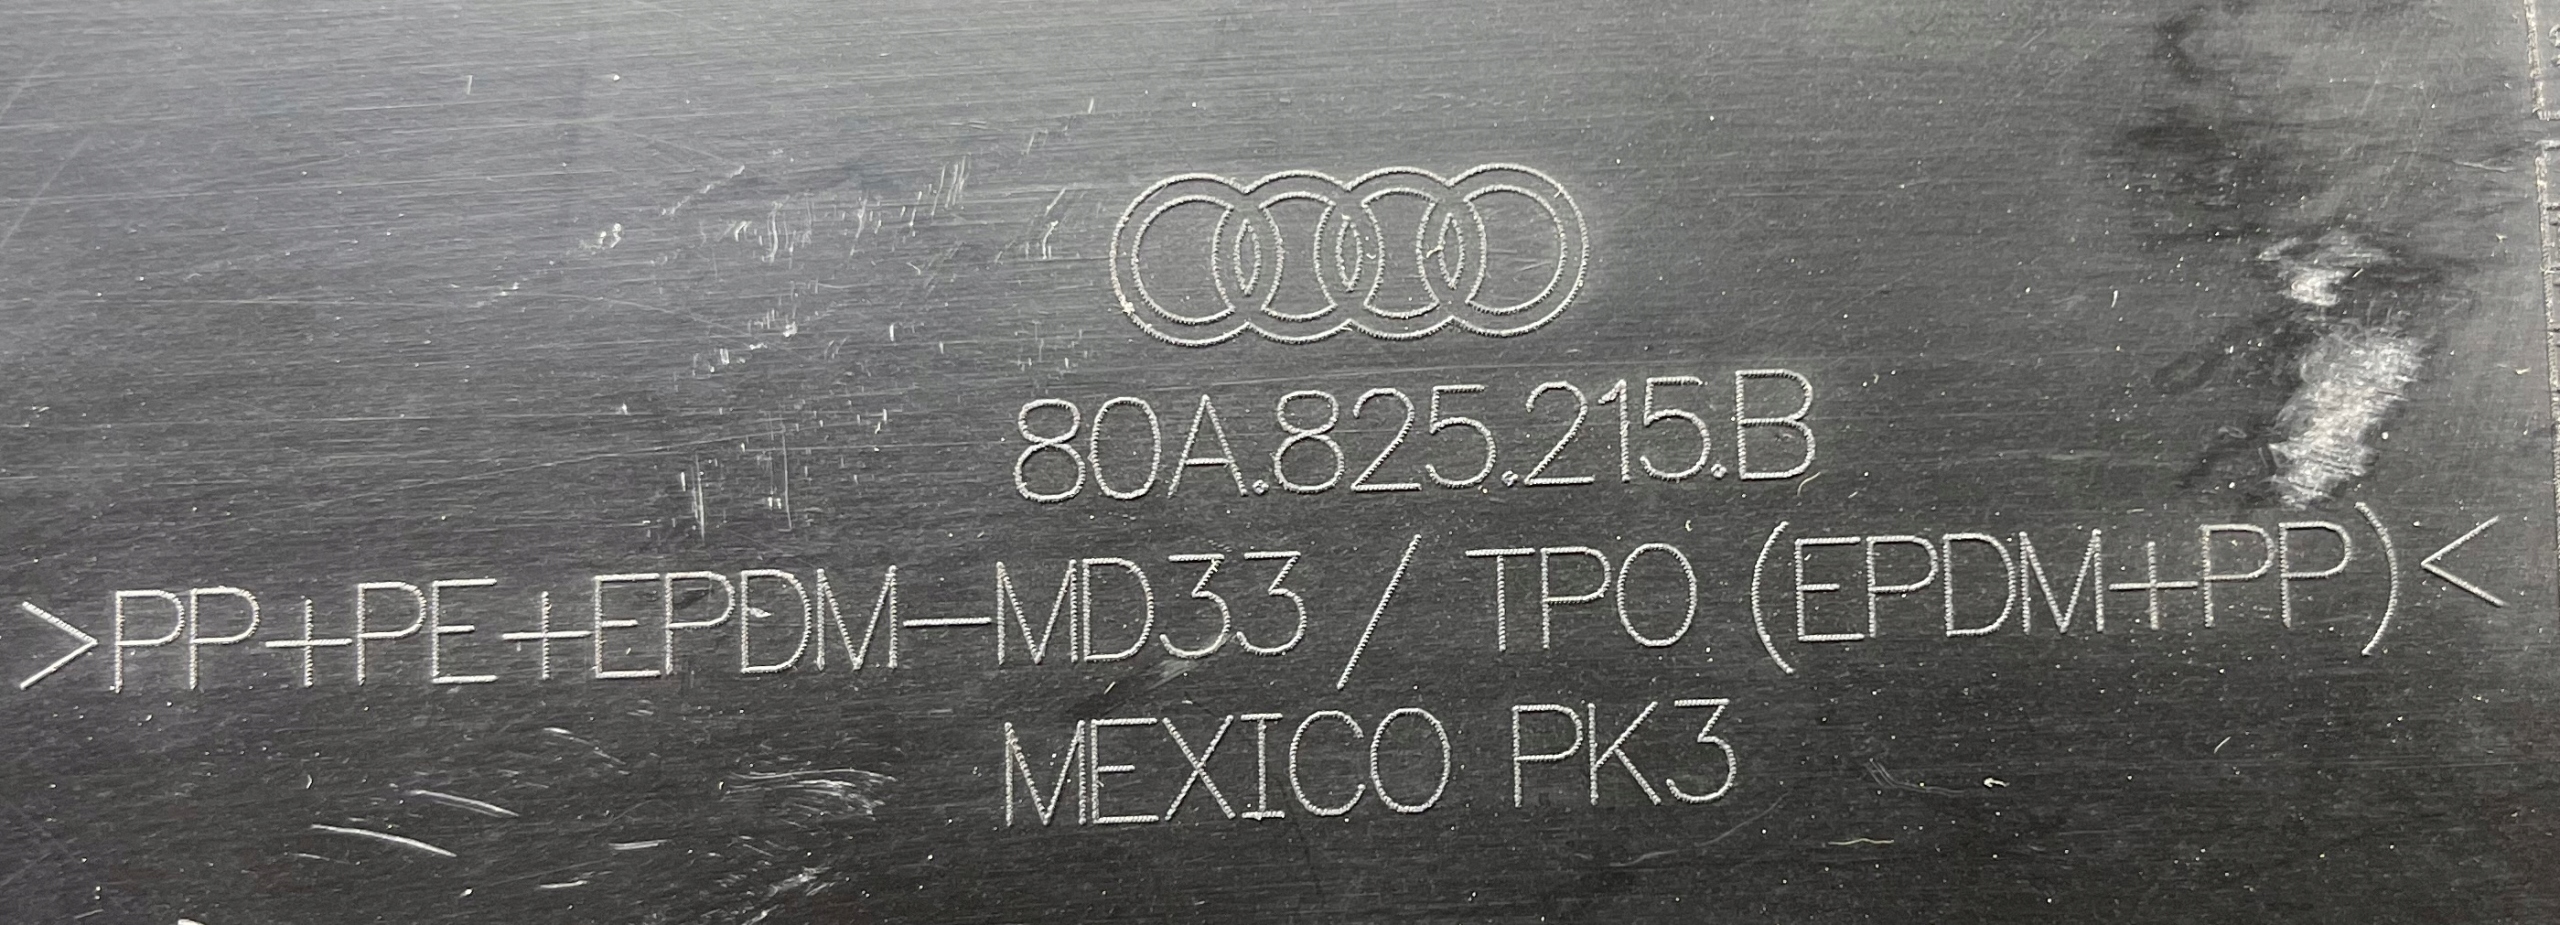 80A.825.215.B
>PP+PE+EPDM-MD33 / TPO (EPDM+PP)<
MEXICO PK3